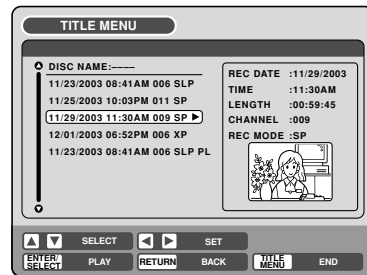 TITLE MENU
DISC NAME:----
11/23/2003 08:41AM 006 SLP
11/25/2003 10:03PM 011 SP
11/29/2003 11:30AM 009 SP ▶
12/01/2003 06:52PM 006 XP
11/23/2003 08:41AM 006 SLP PL
REC DATE :11/29/2003
TIME :11:30AM
LENGTH :00:59:45
CHANNEL :009
REC MODE :SP
▲ ▼ SELECT ◀ ▶ SET
ENTER/SELECT PLAY RETURN BACK TITLE MENU END